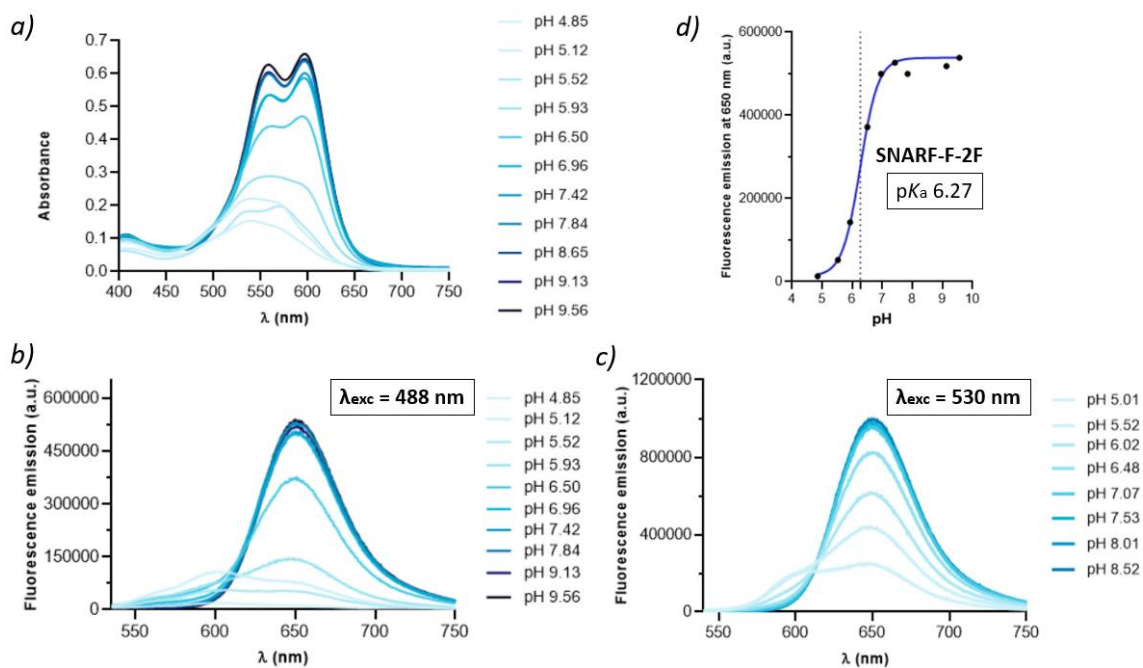 a)
Absorbance
0.7
0.6
0.5
0.4
0.3
0.2
0.1
0.0
400 450 500 550 600 650 700 750
λ (nm)
pH 4.85
pH 5.12
pH 5.52
pH 5.93
pH 6.50
pH 6.96
pH 7.42
pH 7.84
pH 8.65
pH 9.13
pH 9.56
d)
Fluorescence emission at 650 nm (a.u.)
600000
400000
200000
0
4 5 6 7 8 9 10
pH
SNARF-F-2F
pKa 6.27
b)
Fluorescence emission (a.u.)
600000
450000
300000
150000
0
550 600 650 700 750
λ (nm)
λexc = 488 nm
pH 4.85
pH 5.12
pH 5.52
pH 5.93
pH 6.50
pH 6.96
pH 7.42
pH 7.84
pH 9.13
pH 9.56
c)
Fluorescence emission (a.u.)
1200000
800000
400000
0
550 600 650 700 750
λ (nm)
λexc = 530 nm
pH 5.01
pH 5.52
pH 6.02
pH 6.48
pH 7.07
pH 7.53
pH 8.01
pH 8.52